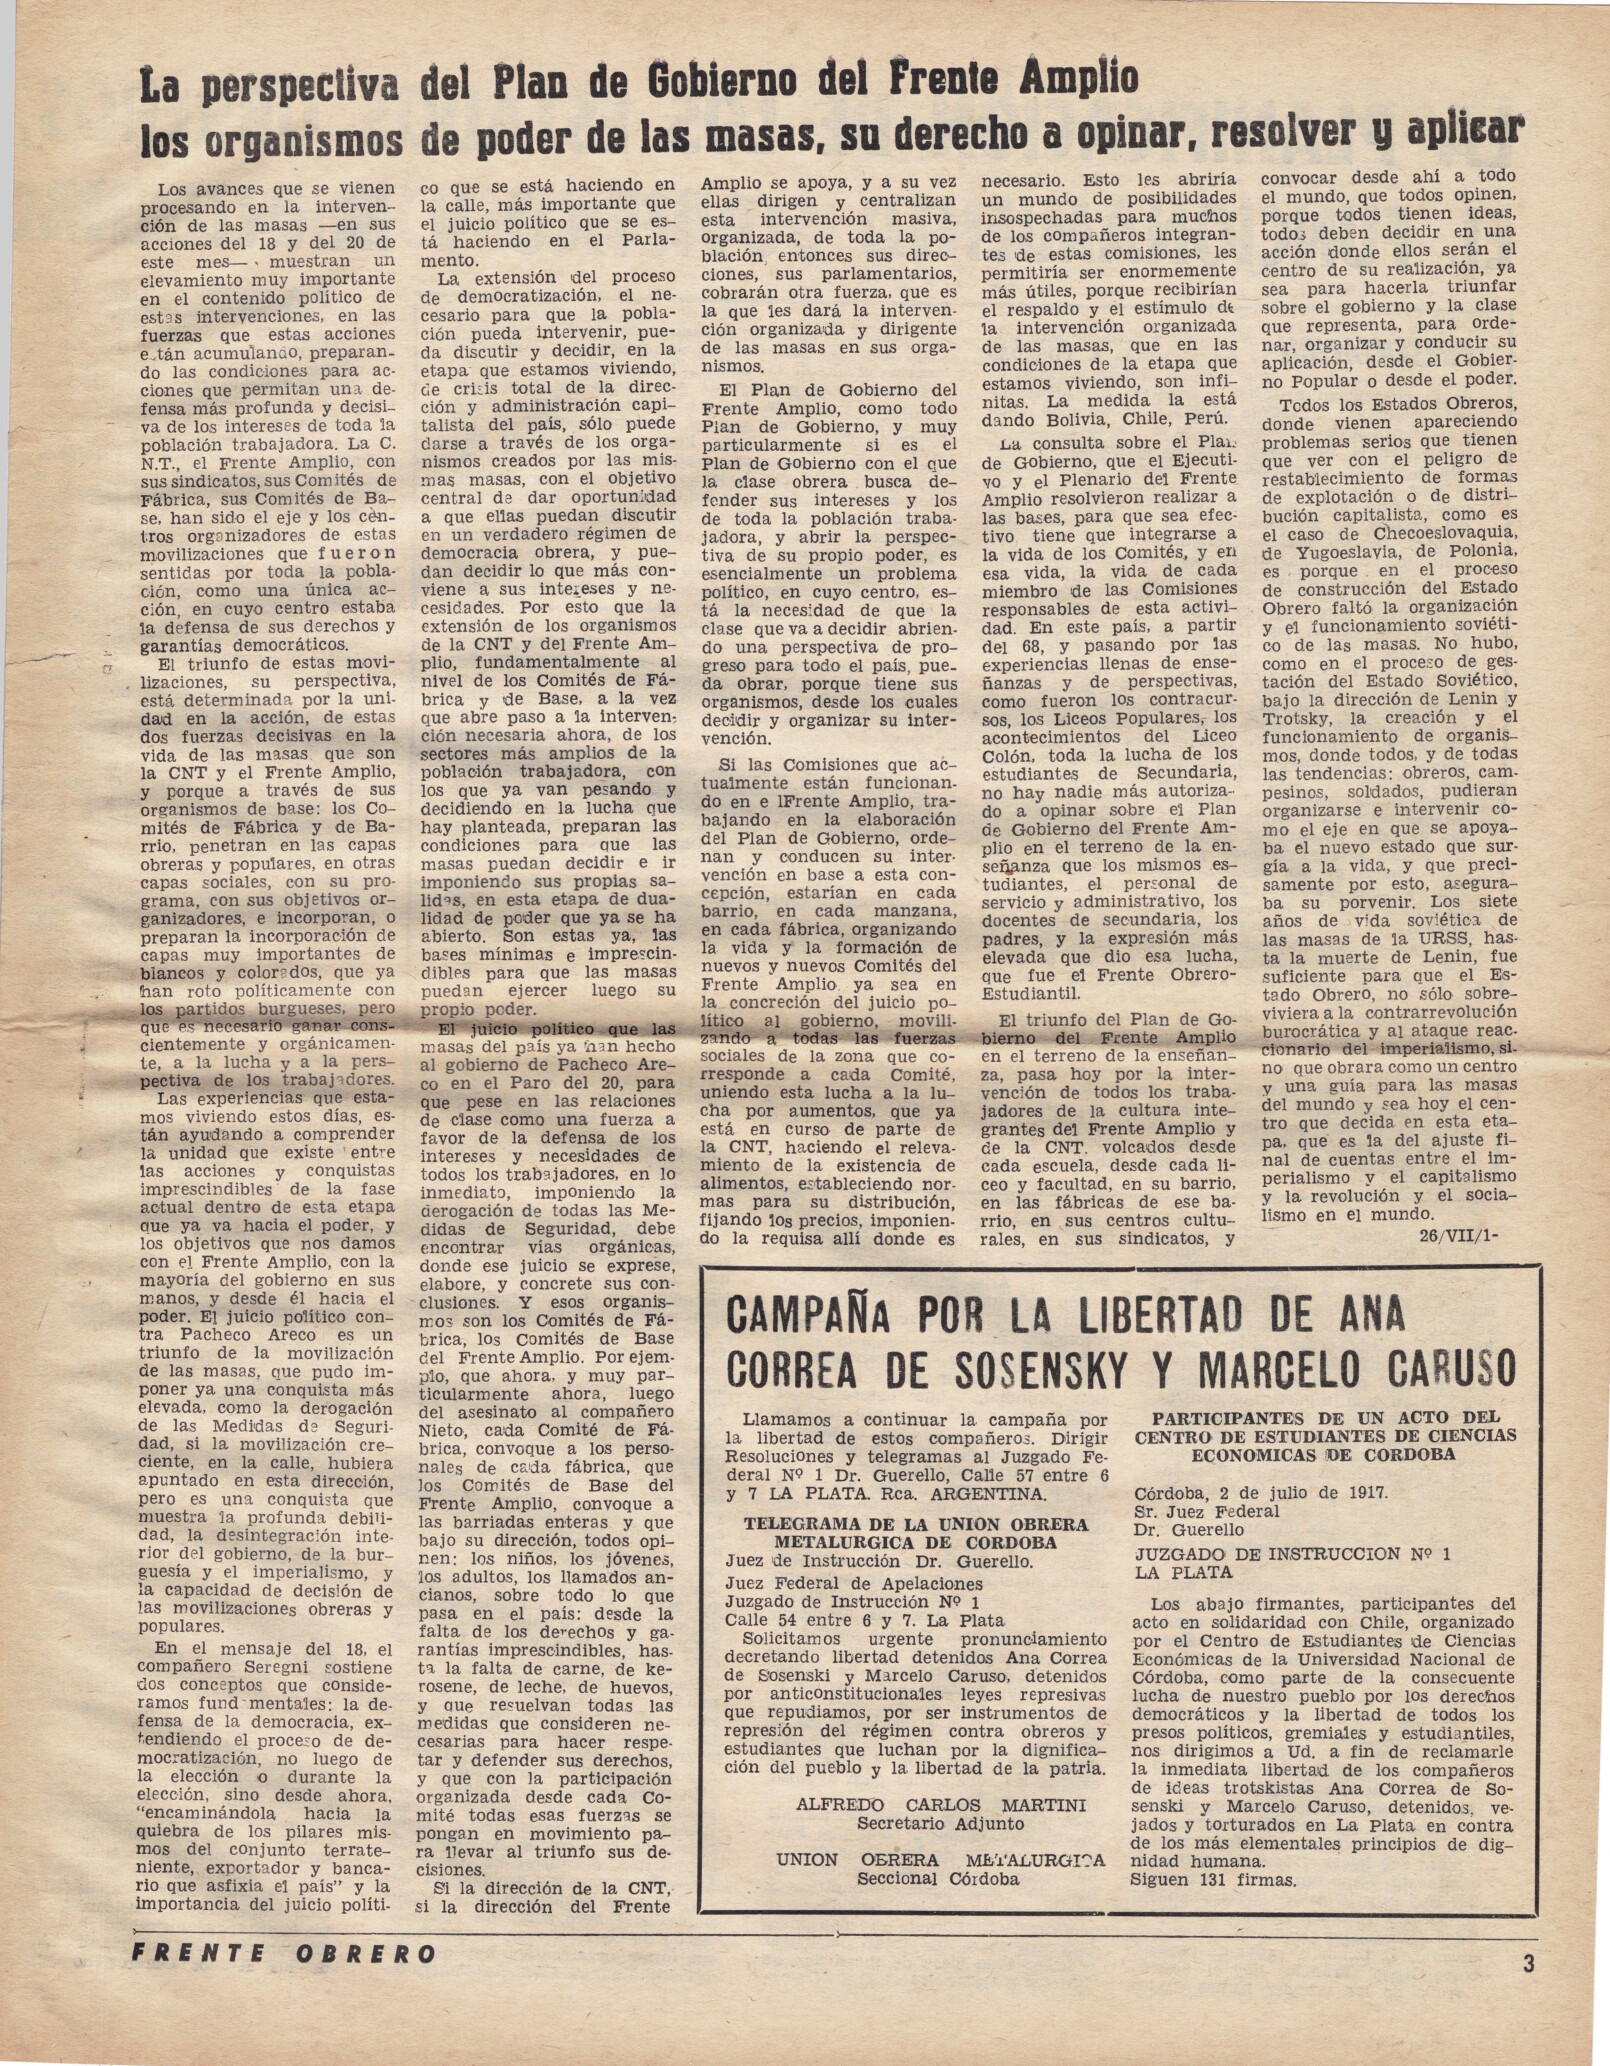 La perspectiva del Plan de Gobierno del Frente Amplio
los organismos de poder de las masas, su derecho a opinar, resolver y aplicar
Los avances que se vienen
procesando en la interven-
ción de las masas —en sus
acciones del 18 y del 20 de
este mes— muestran un
elevamiento muy importante
en el contenido político de
estas intervenciones, en las
fuerzas que estas acciones
están acumulando, preparan-
do las condiciones para ac-
ciones que permitan una de-
fensa más profunda y decisi-
va de los intereses de toda la
población trabajadora. La C.
N.T., el Frente Amplio, con
sus sindicatos, sus Comités de
Fábrica, sus Comités de Ba-
se, han sido el eje y los cèn-
tros organizadores de estas
movilizaciones que fueron
sentidas por toda la pobla-
ción, como una única ac-
ción, en cuyo centro estaba
la defensa de sus derechos y
garantías democráticos.
El triunfo de estas movi-
lizaciones, su perspectiva,
está determinada por la uni-
dad en la acción, de estas
dos fuerzas decisivas en la
vida de las masas que son
la CNT y el Frente Amplio,
y porque a través de sus
organismos de base: los Co-
mités de Fábrica y de Ba-
rrio, penetran en las capas
obreras y populares, en otras
capas sociales, con su pro-
grama, con sus objetivos or-
ganizadores, e incorporan, o
preparan la incorporación de
capas muy importantes de
blancos y colorados, que ya
han roto políticamente con
los partidos burgueses, pero
que es necesario ganar cons-
cientemente y orgánicamen-
te, a la lucha y a la pers-
pectiva de los trabajadores.
Las experiencias que esta-
mos viviendo estos días, es-
tán ayudando a comprender
la unidad que existe entre
las acciones y conquistas
imprescindibles de la fase
actual dentro de esta etapa
que ya va hacia el poder, y
los objetivos que nos damos
con el Frente Amplio, con la
mayoría del gobierno en sus
manos, y desde él hacia el
poder. El juicio político con-
tra Pacheco Areco es un
triunfo de la movilización
de las masas, que pudo im-
poner ya una conquista más
elevada, como la derogación
de las Medidas de Seguri-
dad, si la movilización cre-
ciente, en la calle, hubiera
apuntado en esta dirección,
pero es una conquista que
muestra la profunda debili-
dad, la desintegración inte-
rior del gobierno, de la bur-
guesía y el imperialismo, y
la capacidad de decisión de
las movilizaciones obreras y
populares.
En el mensaje del 18, el
compañero Seregni sostiene
dos conceptos que conside-
ramos fund mentales: la de-
fensa de la democracia, ex-
tendiendo el proceso de de-
mocratización, no luego de
la elección o durante la
elección, sino desde ahora,
"encaminándola hacia la
quiebra de los pilares mis-
mos del conjunto terrate-
niente, exportador y banca-
rio que asfixia el país" y la
importancia del juicio políti-
co que se está haciendo en
la calle, más importante que
el juicio político que se es-
tá haciendo en el Parla-
mento.
La extensión del proceso
de democratización, el ne-
cesario para que la pobla-
ción pueda intervenir, pue-
da discutir y decidir, en la
etapa que estamos viviendo,
de crisis total de la direc-
ción y administración capi-
talista del país, sólo puede
darse a través de los orga-
nismos creados por las mis-
mas masas, con el objetivo
central de dar oportunidad
a que ellas puedan discutir
en un verdadero régimen de
democracia obrera, y pue-
dan decidir lo que más con-
viene a sus intereses y ne-
cesidades. Por esto que la
extensión de los organismos
de la CNT y del Frente Am-
plio, fundamentalmente al
nivel de los Comités de Fá-
brica y de Base, a la vez
que abre paso a la interven-
ción necesaria ahora, de los
sectores más amplios de la
población trabajadora, con
los que ya van pesando y
decidiendo en la lucha que
hay planteada, preparan las
condiciones para que las
masas puedan decidir e ir
imponiendo sus propias sa-
lidas, en esta etapa de dua-
lidad de poder que ya se ha
abierto. Son estas ya, las
bases mínimas e imprescin-
dibles para que las masas
puedan ejercer luego su
propio poder.
El juicio político que las
masas del país ya han hecho
al gobierno de Pacheco Are-
co en el Paro del 20, para
que pese en las relaciones
de clase como una fuerza a
favor de la defensa de los
intereses y necesidades de
todos los trabajadores, en lo
inmediato, imponiendo la
derogación de todas las Me-
didas de Seguridad, debe
encontrar vías orgánicas,
donde ese juicio se exprese,
elabore, y concrete sus con-
clusiones. Y esos organis-
mos son los Comités de Fá-
brica, los Comités de Base
del Frente Amplio. Por ejem-
plo, que ahora, y muy par-
ticularmente ahora, luego
del asesinato al compañero
Nieto, cada Comité de Fá-
brica, convoque a los perso-
nales de cada fábrica, que
los Comités de Base del
Frente Amplio, convoque a
las barriadas enteras y que
bajo su dirección, todos opi-
nen: los niños, los jóvenes,
los adultos, los llamados an-
cianos, sobre todo lo que
pasa en el país: desde la
falta de los derechos y ga-
rantías imprescindibles, has-
ta la falta de carne, de ke-
rosene, de leche, de huevos,
y que resuelvan todas las
medidas que consideren ne-
cesarias para hacer respe-
tar y defender sus derechos,
y que con la participación
organizada desde cada Co-
mité todas esas fuerzas se
pongan en movimiento pa-
ra llevar al triunfo sus de-
cisiones.
Si la dirección de la CNT,
si la dirección del Frente
Amplio se apoya, y a su vez
ellas dirigen y centralizan
esta intervención masiva,
organizada, de toda la po-
blación, entonces sus direc-
ciones, sus parlamentarios,
cobrarán otra fuerza, que es
la que les dará la interven-
ción organizada y dirigente
de las masas en sus orga-
nismos.
El Plan de Gobierno del
Frente Amplio, como todo
Plan de Gobierno, y muy
particularmente si es el
Plan de Gobierno con el que
la clase obrera busca de-
fender sus intereses y los
de toda la población traba-
jadora, y abrir la perspec-
tiva de su propio poder, es
esencialmente un problema
político, en cuyo centro, es-
tá la necesidad de que la
clase que va a decidir abrien-
do una perspectiva de pro-
greso para todo el país, pue-
da obrar, porque tiene sus
organismos, desde los cuales
decidir y organizar su inter-
vención.
Si las Comisiones que ac-
tualmente están funcionan-
do en e lFrente Amplio, tra-
bajando en la elaboración
del Plan de Gobierno, orde-
nan y conducen su inter-
vención en base a esta con-
cepción, estarían en cada
barrio, en cada manzana,
en cada fábrica, organizando
la vida y la formación de
nuevos y nuevos Comités del
Frente Amplio ya sea en
la concreción del juicio po-
lítico al gobierno, movili-
zando a todas las fuerzas
sociales de la zona que co-
rresponde a cada Comité,
uniendo esta lucha a la lu-
cha por aumentos, que ya
está en curso de parte de
la CNT, haciendo el releva-
miento de la existencia de
alimentos, estableciendo nor-
mas para su distribución,
fijando los precios, imponien-
do la requisa allí donde es
necesario. Esto les abriría
un mundo de posibilidades
insospechadas para muchos
de los compañeros integran-
tes de estas comisiones, les
permitiría ser enormemente
más útiles, porque recibirían
el respaldo y el estímulo de
la intervención organizada
de las masas, que en las
condiciones de la etapa que
estamos viviendo, son infi-
nitas. La medida la está
dando Bolivia, Chile, Perú.
La consulta sobre el Plan
de Gobierno, que el Ejecuti-
vo y el Plenario del Frente
Amplio resolvieron realizar a
las bases, para que sea efec-
tivo tiene que integrarse a
la vida de los Comités, y en
esa vida, la vida de cada
miembro de las Comisiones
responsables de esta activi-
dad. En este país, a partir
del 68, y pasando por las
experiencias llenas de ense-
ñanzas y de perspectivas,
como fueron los contracur-
sos, los Liceos Populares, los
acontecimientos del Liceo
Colón, toda la lucha de los
estudiantes de Secundaria,
no hay nadie más autoriza-
do a opinar sobre el Plan
de Gobierno del Frente Am-
plio en el terreno de la en-
señanza que los mismos es-
tudiantes, el personal de
servicio y administrativo, los
docentes de secundaria, los
padres, y la expresión más
elevada que dio esa lucha,
que fue el Frente Obrero-
Estudiantil.
El triunfo del Plan de Go-
bierno del Frente Amplio
en el terreno de la enseñan-
za, pasa hoy por la inter-
vención de todos los traba-
jadores de la cultura inte-
grantes del Frente Amplio y
de la CNT. volcados desde
cada escuela, desde cada li-
ceo y facultad, en su barrio,
en las fábricas de ese ba-
rrio, en sus centros cultu-
rales, en sus sindicatos, y
convocar desde ahí a todo
el mundo, que todos opinen,
porque todos tienen ideas,
todos deben decidir en una
acción donde ellos serán el
centro de su realización, ya
sea para hacerla triunfar
sobre el gobierno y la clase
que representa, para orde-
nar, organizar y conducir su
aplicación, desde el Gobier-
no Popular o desde el poder.
Todos los Estados Obreros,
donde vienen apareciendo
problemas serios que tienen
que ver con el peligro de
restablecimiento de formas
de explotación o de distri-
bución capitalista, como es
el caso de Checoeslovaquia,
de Yugoeslavia, de Polonia,
es porque en el proceso
de construcción del Estado
Obrero faltó la organización
y el funcionamiento soviéti-
co de las masas. No hubo,
como en el proceso de ges-
tación del Estado Soviético,
bajo la dirección de Lenin y
Trotsky, la creación y el
funcionamiento de organis-
mos, donde todos, y de todas
las tendencias: obreros, cam-
pesinos, soldados, pudieran
organizarse e intervenir co-
mo el eje en que se apoya-
ba el nuevo estado que sur-
gía a la vida, y que preci-
samente por esto, asegura-
ba su porvenir. Los siete
años de vida soviética de
las masas de la URSS, has-
ta la muerte de Lenin, fue
suficiente para que el Es-
tado Obrero, no sólo sobre-
viviera a la contrarrevolución
burocrática y al ataque reac-
cionario del imperialismo, si-
no que obrara como un centro
y una guía para las masas
del mundo y sea hoy el cen-
tro que decida en esta eta-
pa, que es la del ajuste fi-
nal de cuentas entre el im-
perialismo y el capitalismo
y la revolución y el socia-
lismo en el mundo.
26/VII/1-
CAMPAÑA POR LA LIBERTAD DE ANA
CORREA DE SOSENSKY Y MARCELO CARUSO
Llamamos a continuar la campaña por
la libertad de estos compañeros. Dirigir
Resoluciones y telegramas al Juzgado Fe-
deral Nº 1 Dr. Guerello, Calle 57 entre 6
y 7 LA PLATA. Rca. ARGENTINA.
TELEGRAMA DE LA UNION OBRERA
METALURGICA DE CORDOBA
Juez de Instrucción Dr. Guerello.
Juez Federal de Apelaciones
Juzgado de Instrucción Nº 1
Calle 54 entre 6 y 7. La Plata
Solicitamos urgente pronunciamiento
decretando libertad detenidos Ana Correa
de Sosenski y Marcelo Caruso, detenidos
por anticonstitucionales leyes represivas
que repudiamos, por ser instrumentos de
represión del régimen contra obreros y
estudiantes que luchan por la dignifica-
ción del pueblo y la libertad de la patria.
ALFREDO CARLOS MARTINI
Secretario Adjunto
UNION OBRERA METALURGICA
Seccional Córdoba
PARTICIPANTES DE UN ACTO DEL
CENTRO DE ESTUDIANTES DE CIENCIAS
ECONOMICAS DE CORDOBA
Córdoba, 2 de julio de 1917.
Sr. Juez Federal
Dr. Guerello
JUZGADO DE INSTRUCCION Nº 1
LA PLATA
Los abajo firmantes, participantes del
acto en solidaridad con Chile, organizado
por el Centro de Estudiantes de Ciencias
Económicas de la Universidad Nacional de
Córdoba, como parte de la consecuente
lucha de nuestro pueblo por los derechos
democráticos y la libertad de todos los
presos políticos, gremiales y estudiantiles,
nos dirigimos a Ud. a fin de reclamarle
la inmediata libertad de los compañeros
de ideas trotskistas Ana Correa de So-
senski y Marcelo Caruso, detenidos, ve-
jados y torturados en La Plata en contra
de los más elementales principios de dig-
nidad humana.
Siguen 131 firmas.
FRENTE OBRERO
3